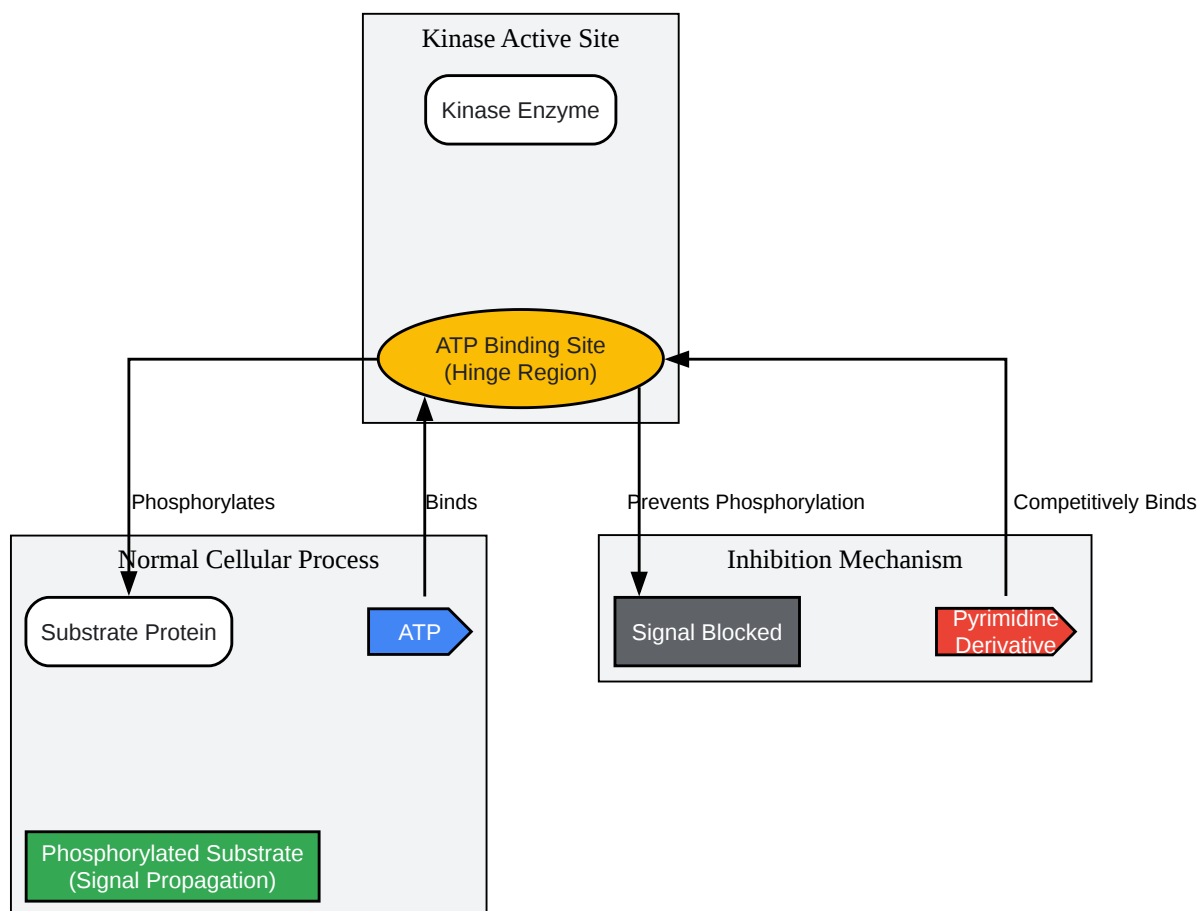 Kinase Active Site
Kinase Enzyme
ATP Binding Site
(Hinge Region)
Phosphorylates
Binds
Prevents Phosphorylation
Competitively Binds
Normal Cellular Process
Inhibition Mechanism
Substrate Protein
ATP
Signal Blocked
Pyrimidine
Derivative
Phosphorylated Substrate
(Signal Propagation)